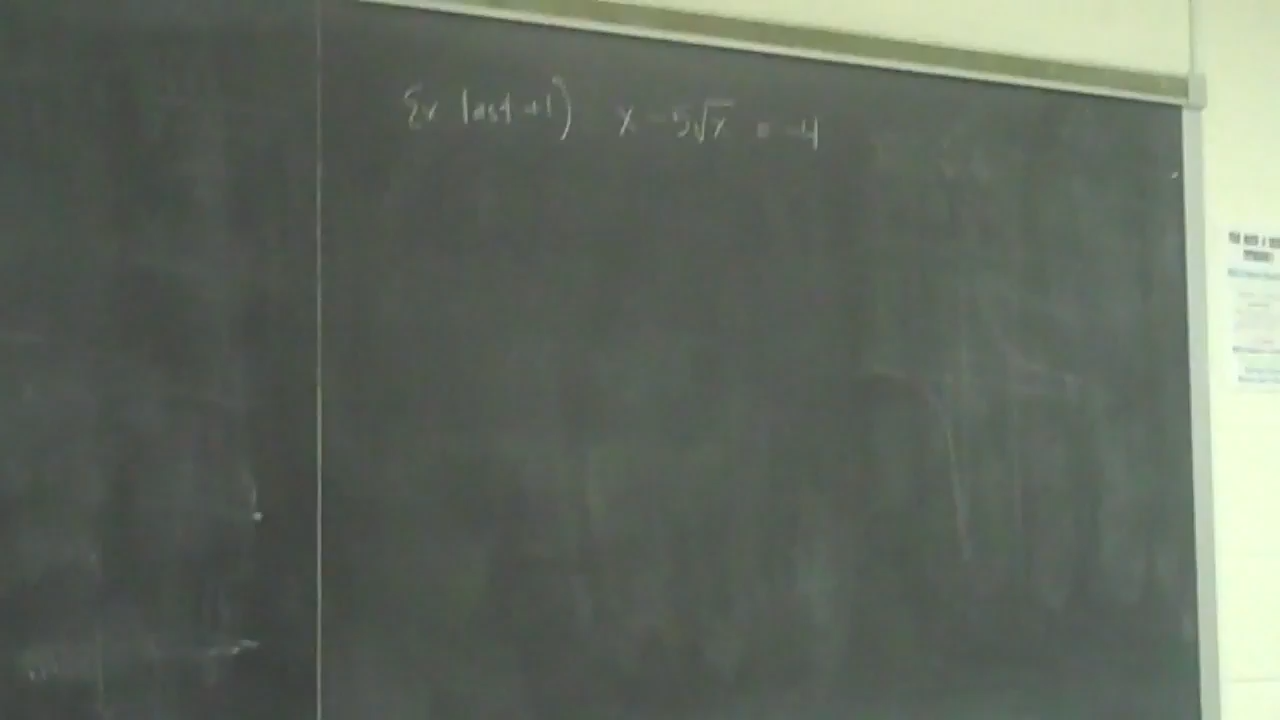 Ex last +1) x - 5√x = -4